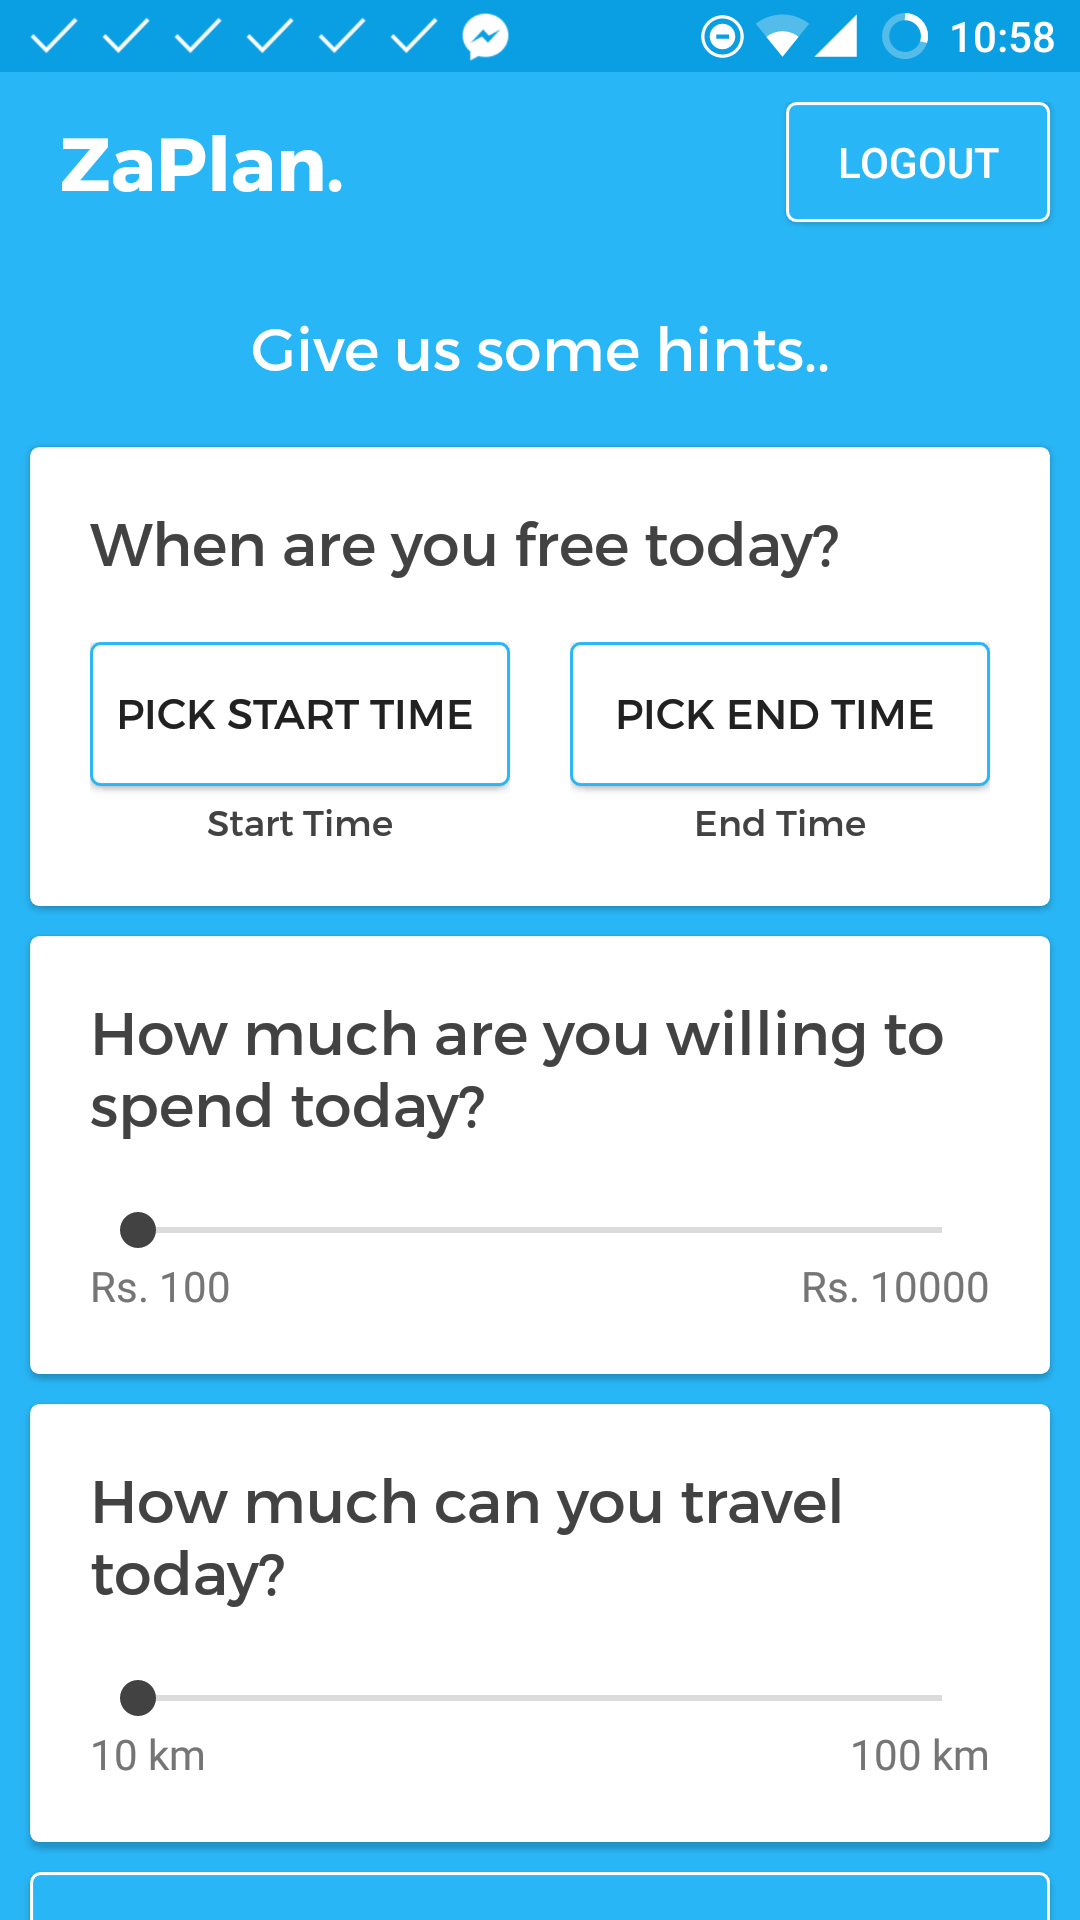 10:58
ZaPlan.
LOGOUT
Give us some hints..
When are you free today?
PICK START TIME
PICK END TIME
Start Time
End Time
How much are you willing to
spend today?
Rs. 100
Rs. 10000
How much can you travel
today?
10 km
100 km